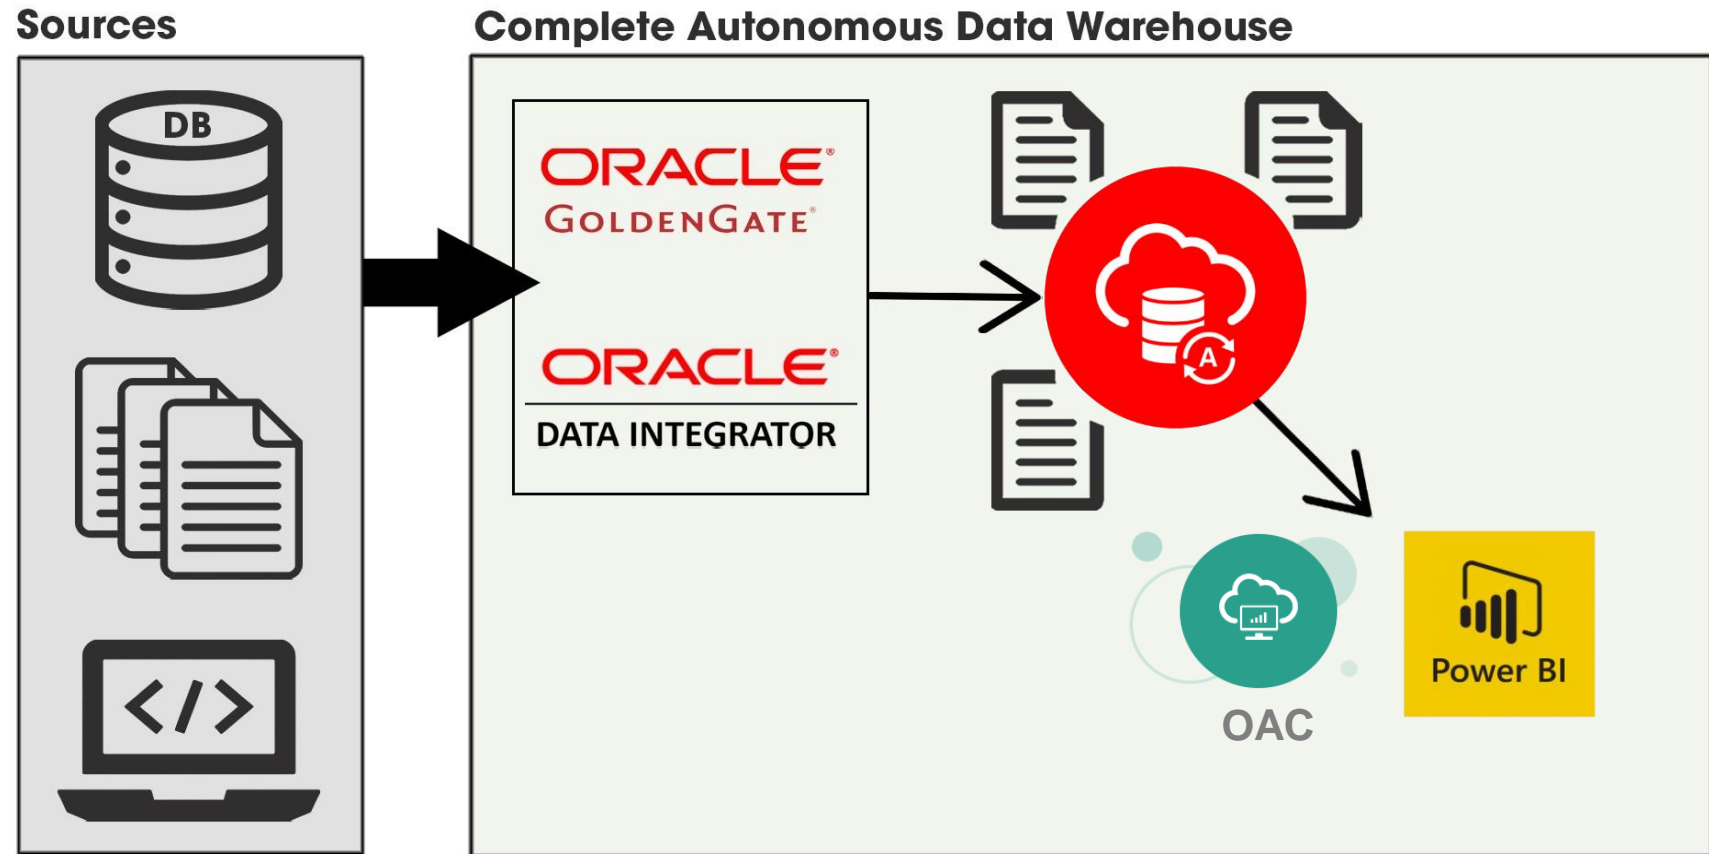 Sources
Complete Autonomous Data Warehouse
DB
ORACLE®
GOLDENGATE®
ORACLE®
DATA INTEGRATOR
</>
A
OAC
Power BI